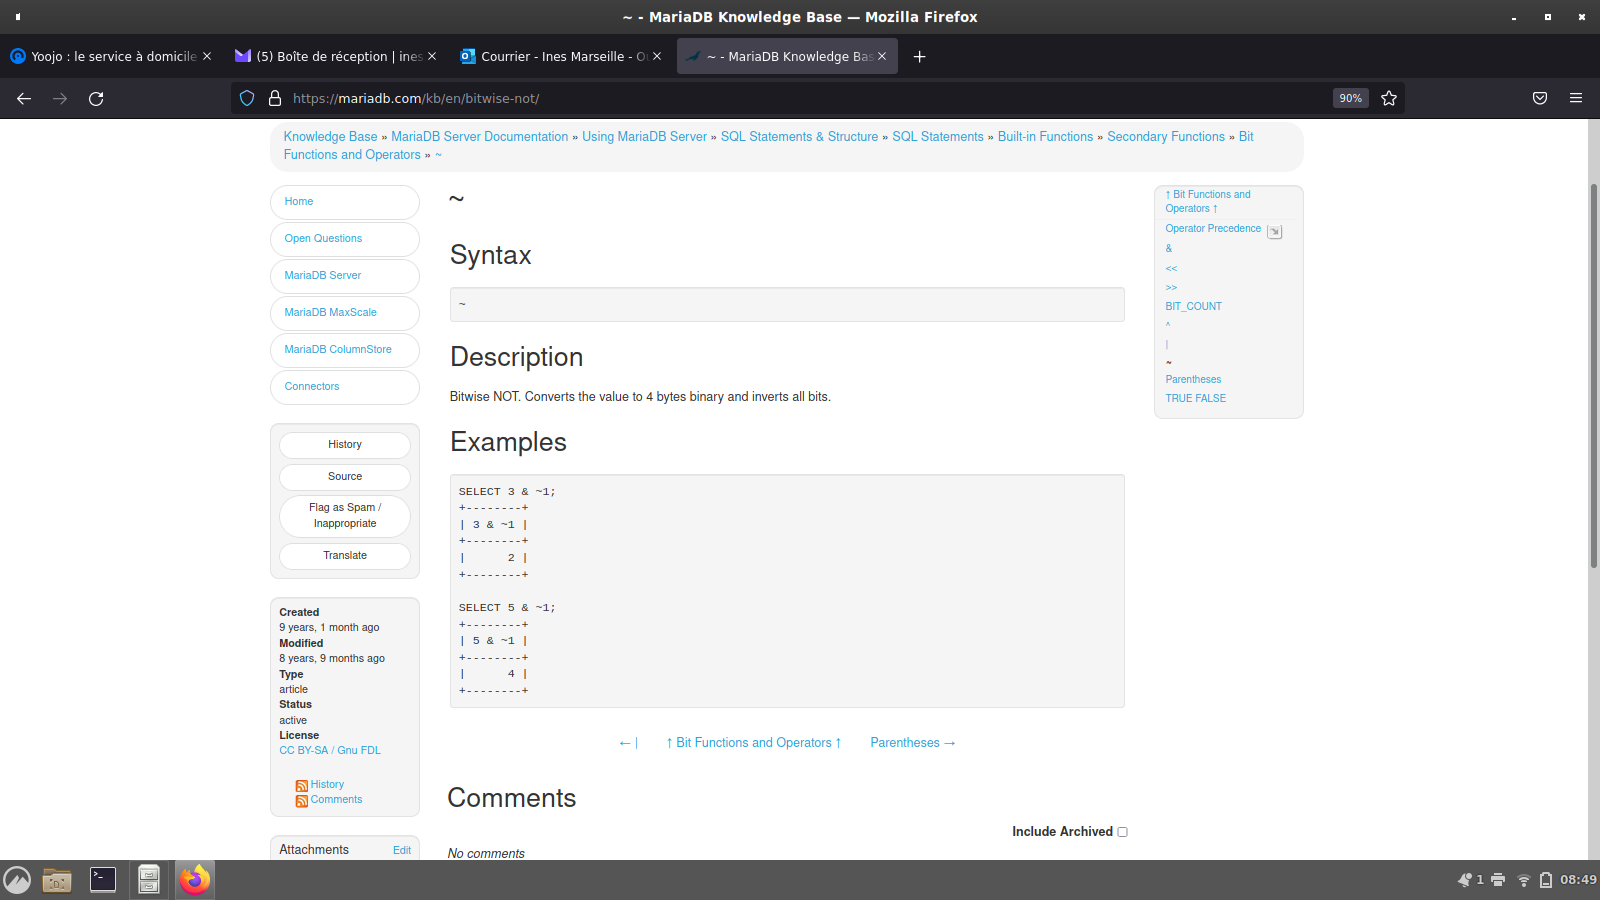 ~ - MariaDB Knowledge Base — Mozilla Firefox
Yoojo : le service à domicile
(5) Boîte de réception | ines
Courrier - Ines Marseille - O
~ - MariaDB Knowledge Bas
https://mariadb.com/kb/en/bitwise-not/
90%
Knowledge Base » MariaDB Server Documentation » Using MariaDB Server » SQL Statements & Structure » SQL Statements » Built-in Functions » Secondary Functions » Bit
Functions and Operators » ~
Home
Open Questions
MariaDB Server
MariaDB MaxScale
MariaDB ColumnStore
Connectors
History
Source
Flag as Spam /
Inappropriate
Translate
Created
9 years, 1 month ago
Modified
8 years, 9 months ago
Type
article
Status
active
License
CC BY-SA / Gnu FDL
History
Comments
Attachments Edit
~
Syntax
~
Description
Bitwise NOT. Converts the value to 4 bytes binary and inverts all bits.
Examples
SELECT 3 & ~1;
+--------+
| 3 & ~1 |
+--------+
|      2 |
+--------+
SELECT 5 & ~1;
+--------+
| 5 & ~1 |
+--------+
|      4 |
+--------+
← | ↑ Bit Functions and Operators ↑ Parentheses →
Comments
Include Archived
No comments
↑ Bit Functions and
Operators ↑
Operator Precedence
&
<<
>>
BIT_COUNT
^
|
~
Parentheses
TRUE FALSE
1
08:49